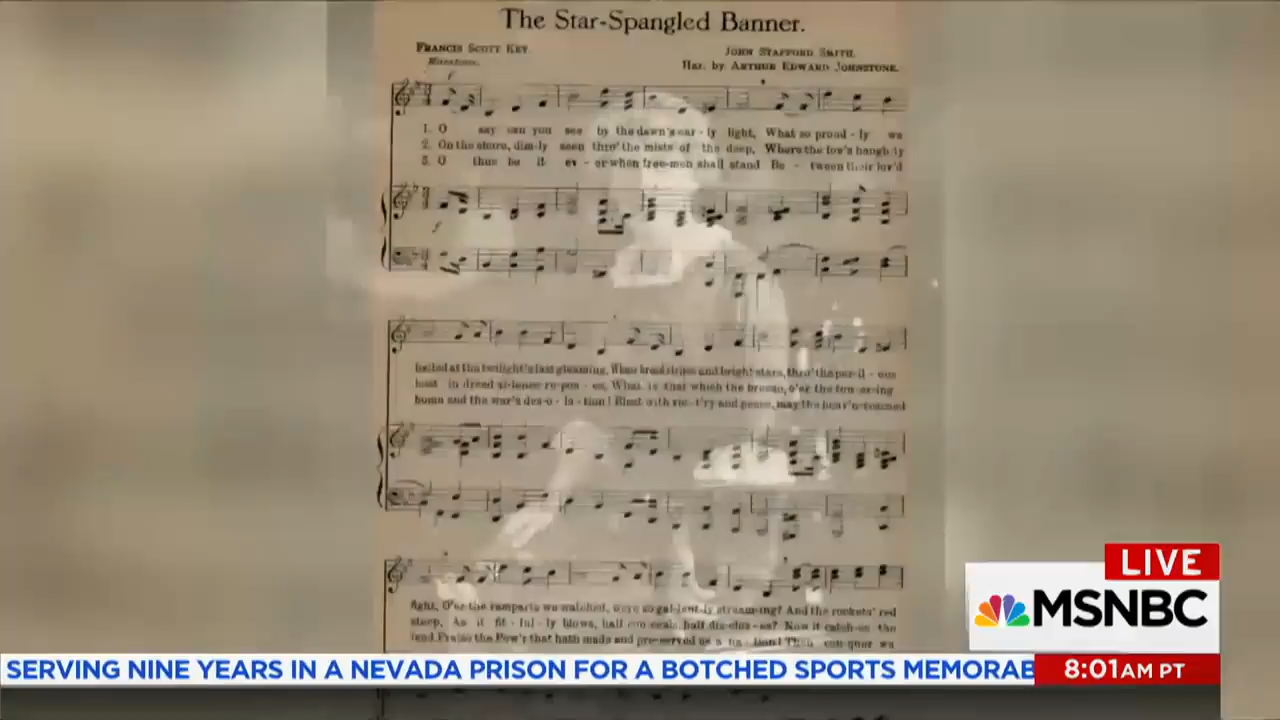 The Star-Spangled Banner.
FRANCIS SCOTT KEY.
JOHN STAFFORD SMITH.
Har. by ARTHUR EDWARD JOHNSTONE.
1. O say can you see by the dawn's ear - ly light, What so proud - ly we
2. On the shore, dim-ly seen thro' the mists of the deep, Where the foe's haugh-ty
3. O thus be it ev - er when free-men shall stand Be - tween their lov'd
hailed at the twilight's last gleaming, Whose broad stripes and bright stars, thro' the per-il - ous
host in dread si-lence re-pos - es, What is that which the breeze, o'er the tow-er-ing
home and the war's des-o - la - tion! Blest with vic-t'ry and peace, may the heav'n-rescued
fight, O'er the ramparts we watched, were so gal-lant-ly stream-ing? And the rockets' red
steep, As it fit - ful - ly blows, half con-ceals, half dis-clos - es? Now it catch-es the
land Praise the Pow'r that hath made and pre-served us a na - tion! Then con-quer we
LIVE
MSNBC
SERVING NINE YEARS IN A NEVADA PRISON FOR A BOTCHED SPORTS MEMORAB
8:01AM PT